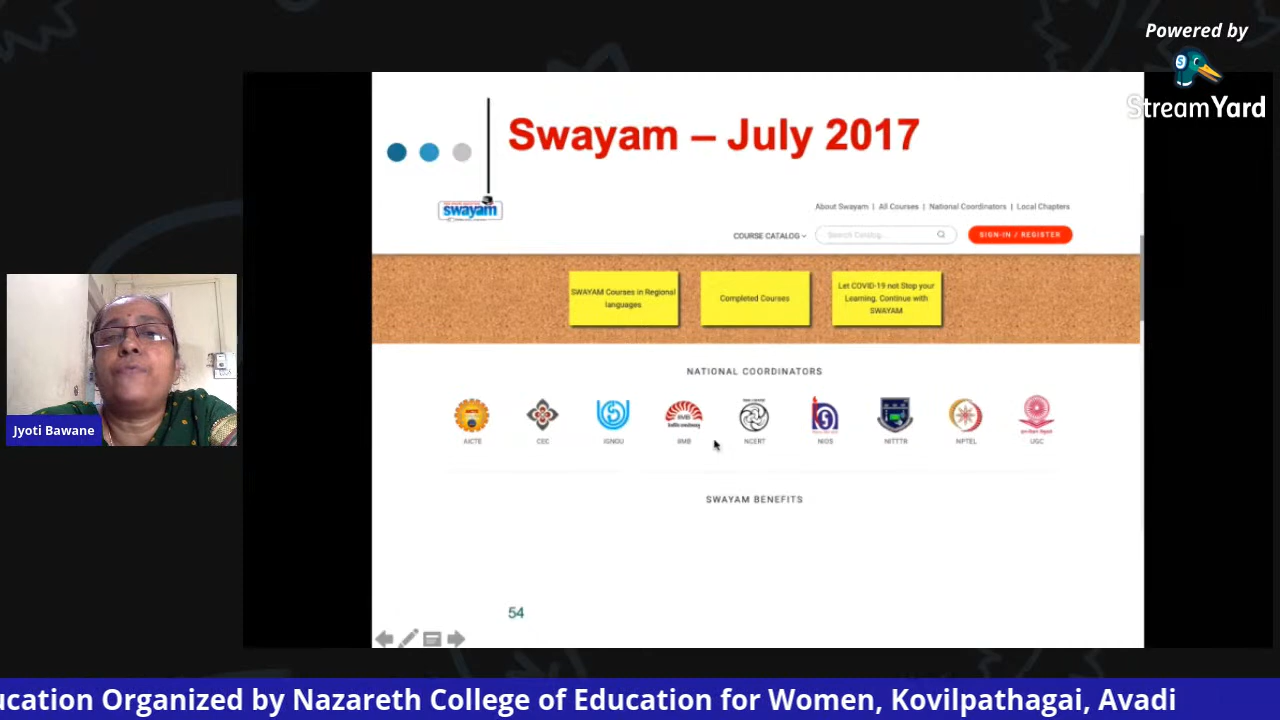 Powered by
StreamYard
Swayam – July 2017
swayam
About Swayam | All Courses | National Coordinators | Local Chapters
COURSE CATALOG
Search Catalog...
SIGN-IN / REGISTER
SWAYAM Courses in Regional
languages
Completed Courses
Let COVID-19 not Stop your
Learning. Continue with
SWAYAM
NATIONAL COORDINATORS
AICTE
CEC
IGNOU
IIMB
NCERT
NIOS
NITTTR
NPTEL
UGC
SWAYAM BENEFITS
54
Jyoti Bawane
ucation Organized by Nazareth College of Education for Women, Kovilpathagai, Avadi